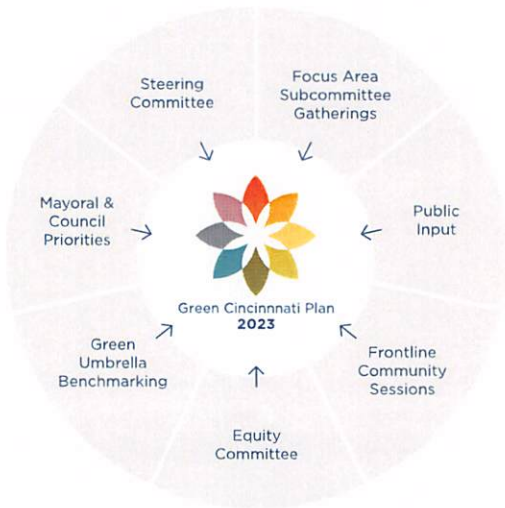 Steering
Committee
Focus Area
Subcommittee
Gatherings
Mayoral &
Council
Priorities
Public
Input
Green Cincinnnati Plan
2023
Green
Umbrella
Benchmarking
Frontline
Community
Sessions
Equity
Committee